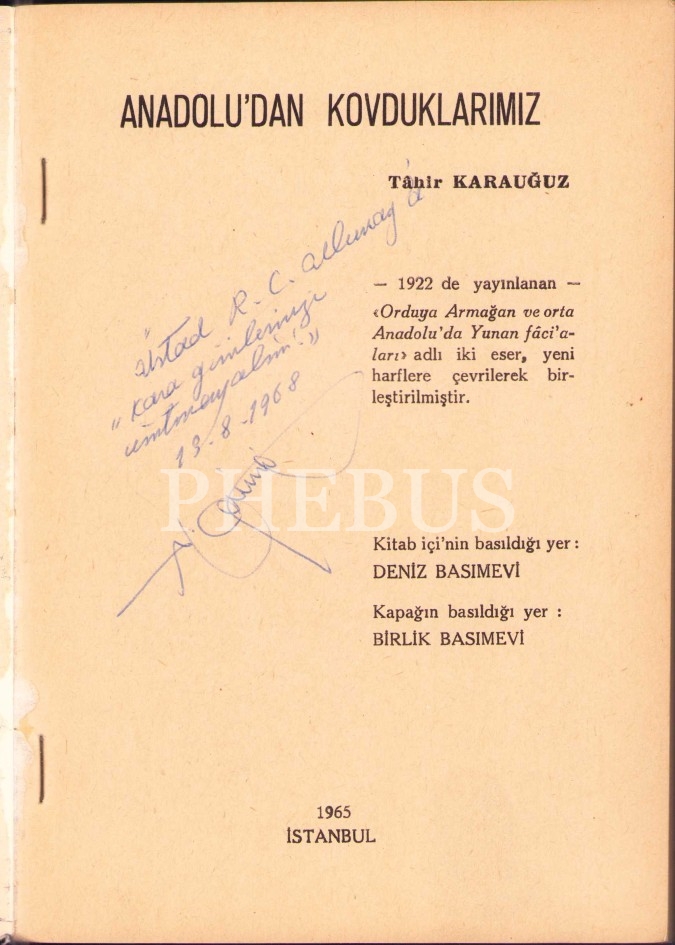 ANADOLU'DAN KOVDUKLARIMIZ
Tâhir KARAUĞUZ
— 1922 de yayınlanan —
«Orduya Armağan ve orta
Anadolu'da Yunan fâci'a-
ları» adlı iki eser, yeni
harflere çevrilerek bir-
leştirilmiştir.
Üstad R. C.
"Kara günlerimizi
unutmayalım!"
13-8-1968
PHEBUS
Kitab içi'nin basıldığı yer :
DENİZ BASIMEVİ
Kapağın basıldığı yer :
BİRLİK BASIMEVİ
1965
İSTANBUL